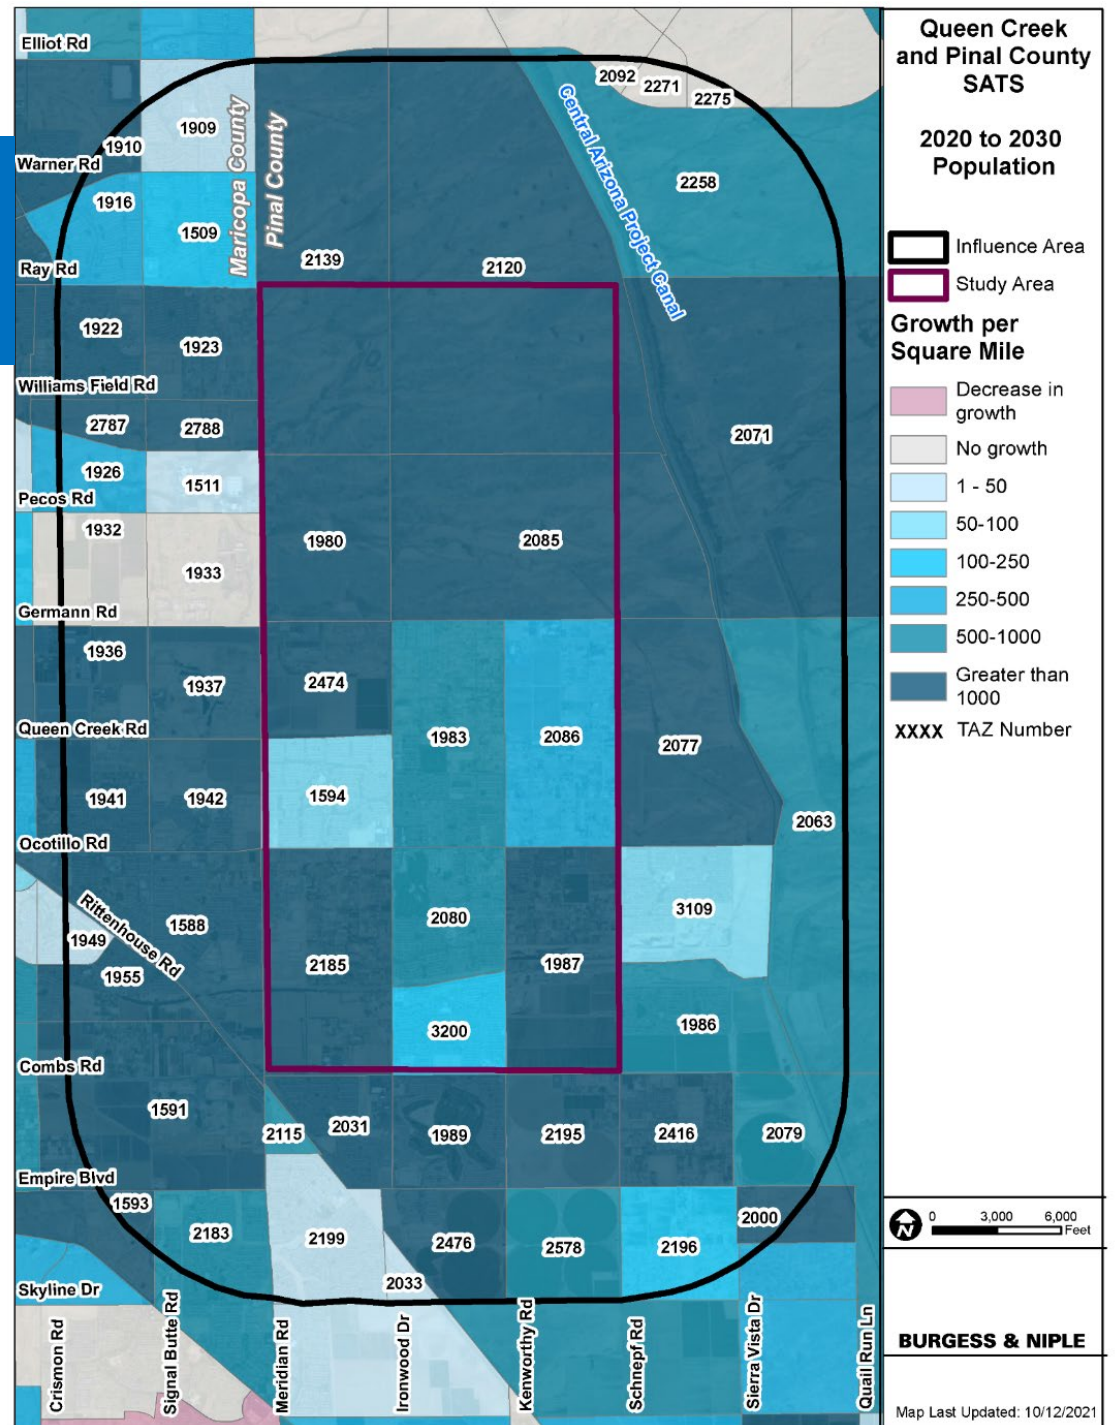 Queen Creek
and Pinal County
SATS
2020 to 2030
Population
Influence Area
Study Area
Growth per
Square Mile
Decrease in
growth
No growth
1 - 50
50-100
100-250
250-500
500-1000
Greater than
1000
XXXX TAZ Number
0 3,000 6,000
Feet
N
BURGESS & NIPLE
Map Last Updated: 10/12/2021
Elliot Rd
2092
2271
2275
1909
1910
Warner Rd
Maricopa County
Pinal County
Central Arizona Project Canal
2258
1916
1509
Ray Rd
2139
2120
1922
1923
Williams Field Rd
2787
2788
2071
1926
1511
Pecos Rd
1932
1980
2085
1933
Germann Rd
1936
1937
2474
Queen Creek Rd
1983
2086
2077
1941
1942
1594
2063
Ocotillo Rd
Rittenhouse Rd
1588
2080
3109
1949
1955
2185
1987
3200
1986
Combs Rd
1591
2115
2031
1989
2195
2416
2079
Empire Blvd
1593
2183
2199
2476
2578
2196
2000
2033
Skyline Dr
Crismon Rd
Signal Butte Rd
Meridian Rd
Ironwood Dr
Kenworthy Rd
Schnepf Rd
Sierra Vista Dr
Quail Run Ln